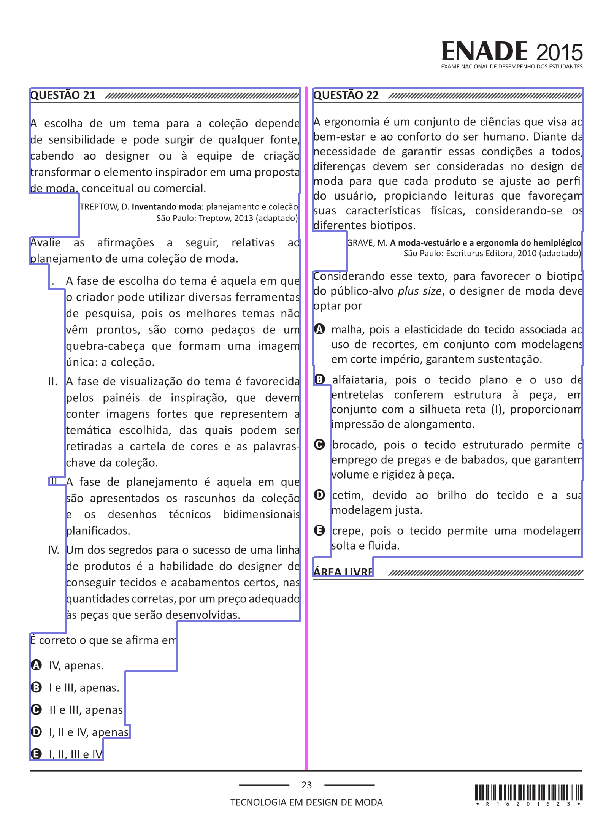 ENADE 2015
EXAME NACIONAL DE DESEMPENHO DOS ESTUDANTES
QUESTÃO 21
A escolha de um tema para a coleção depende
de sensibilidade e pode surgir de qualquer fonte,
cabendo ao designer ou à equipe de criação
transformar o elemento inspirador em uma proposta
de moda, conceitual ou comercial.
TREPTOW, D. Inventando moda: planejamento e coleção
São Paulo: Treptow, 2013 (adaptado)
Avalie as afirmações a seguir, relativas ao
planejamento de uma coleção de moda.
I. A fase de escolha do tema é aquela em que
o criador pode utilizar diversas ferramentas
de pesquisa, pois os melhores temas não
vêm prontos, são como pedaços de um
quebra-cabeça que formam uma imagem
única: a coleção.
II. A fase de visualização do tema é favorecida
pelos painéis de inspiração, que devem
conter imagens fortes que representem a
temática escolhida, das quais podem ser
retiradas a cartela de cores e as palavras-
chave da coleção.
III. A fase de planejamento é aquela em que
são apresentados os rascunhos da coleção
e os desenhos técnicos bidimensionais
planificados.
IV. Um dos segredos para o sucesso de uma linha
de produtos é a habilidade do designer de
conseguir tecidos e acabamentos certos, nas
quantidades corretas, por um preço adequado
às peças que serão desenvolvidas.
É correto o que se afirma em
A IV, apenas.
B I e III, apenas.
C II e III, apenas
D I, II e IV, apenas
E I, II, III e IV
QUESTÃO 22
A ergonomia é um conjunto de ciências que visa ao
bem-estar e ao conforto do ser humano. Diante da
necessidade de garantir essas condições a todos,
diferenças devem ser consideradas no design de
moda para que cada produto se ajuste ao perfil
do usuário, propiciando leituras que favoreçam
suas características físicas, considerando-se os
diferentes biotipos.
GRAVE, M. A moda-vestuário e a ergonomia do hemiplégico
São Paulo: Escrituras Editora, 2010 (adaptado)
Considerando esse texto, para favorecer o biotipo
do público-alvo plus size, o designer de moda deve
optar por
A malha, pois a elasticidade do tecido associada ao
uso de recortes, em conjunto com modelagens
em corte império, garantem sustentação.
B alfaiataria, pois o tecido plano e o uso de
entretelas conferem estrutura à peça, em
conjunto com a silhueta reta (I), proporcionam
impressão de alongamento.
C brocado, pois o tecido estruturado permite o
emprego de pregas e de babados, que garantem
volume e rigidez à peça.
D cetim, devido ao brilho do tecido e a sua
modelagem justa.
E crepe, pois o tecido permite uma modelagem
solta e fluida.
ÁREA LIVRE
23
TECNOLOGIA EM DESIGN DE MODA
*R16201523*